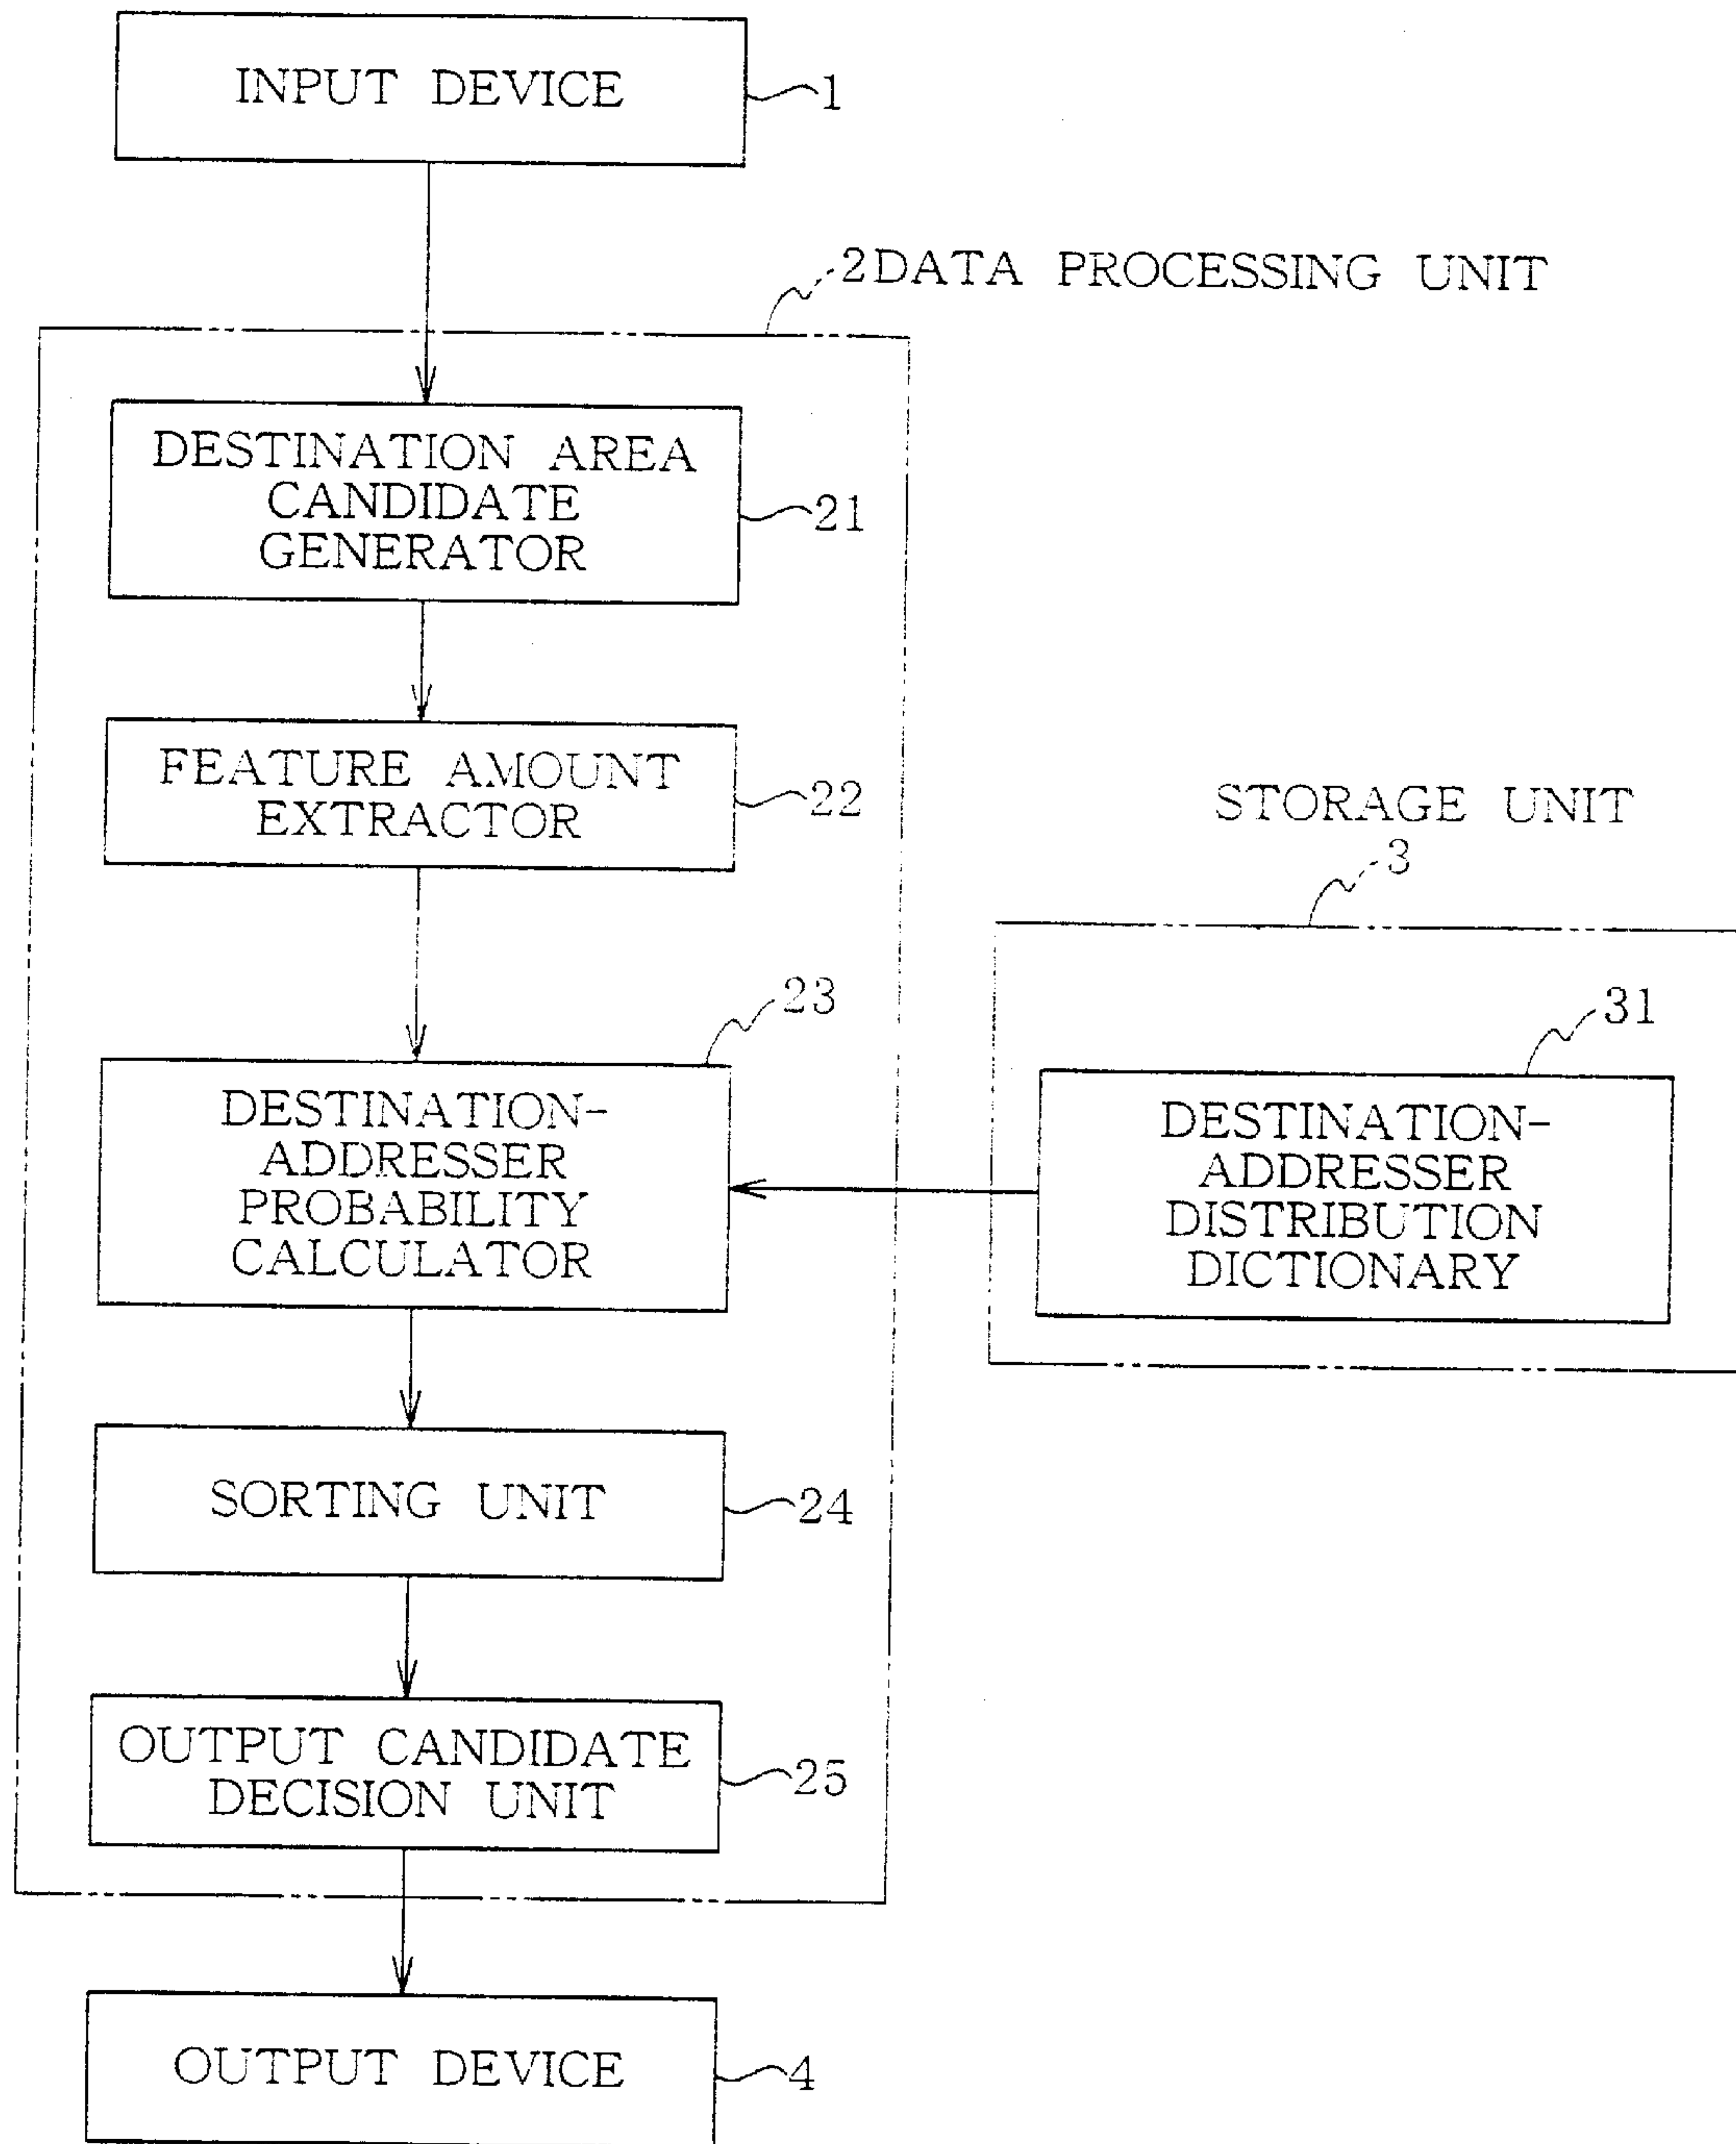 INPUT DEVICE
1
2DATA PROCESSING UNIT
DESTINATION AREA
CANDIDATE
GENERATOR
21
FEATURE AMOUNT
EXTRACTOR
22
STORAGE UNIT
3
23
31
DESTINATION-
ADDRESSER
PROBABILITY
CALCULATOR
DESTINATION-
ADDRESSER
DISTRIBUTION
DICTIONARY
SORTING UNIT
24
OUTPUT CANDIDATE
DECISION UNIT
25
OUTPUT DEVICE
4